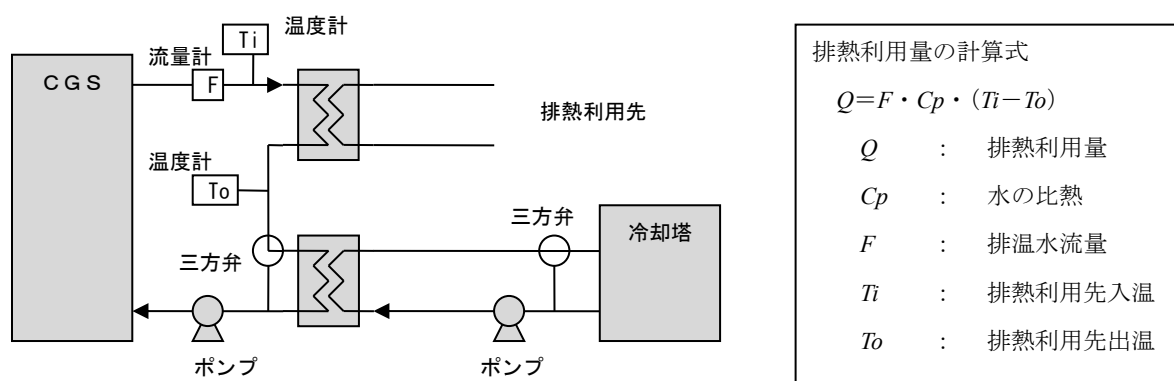 温度計
Ti
流量計
CGS
F
排熱利用先
温度計
To
三方弁
冷却塔
三方弁
ポンプ
ポンプ
排熱利用量の計算式
Q=F・Cp・(Ti-To)
Q : 排熱利用量
Cp : 水の比熱
F : 排温水流量
Ti : 排熱利用先入温
To : 排熱利用先出温